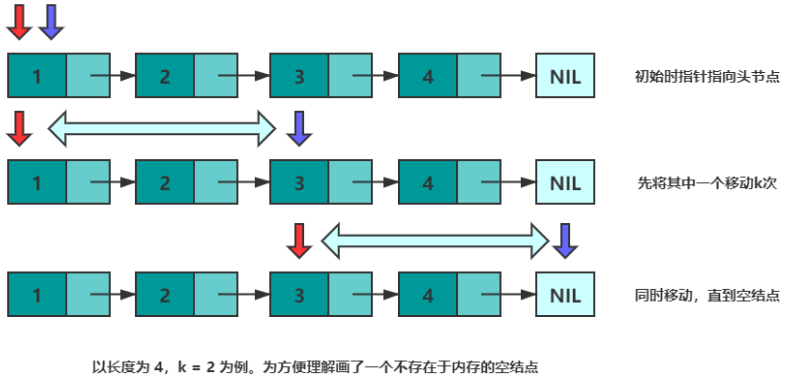 1 2 3 4 NIL 初始时指针指向头节点
1 2 3 4 NIL 先将其中一个移动k次
1 2 3 4 NIL 同时移动，直到空结点
以长度为 4，k = 2 为例。为方便理解画了一个不存在于内存的空结点